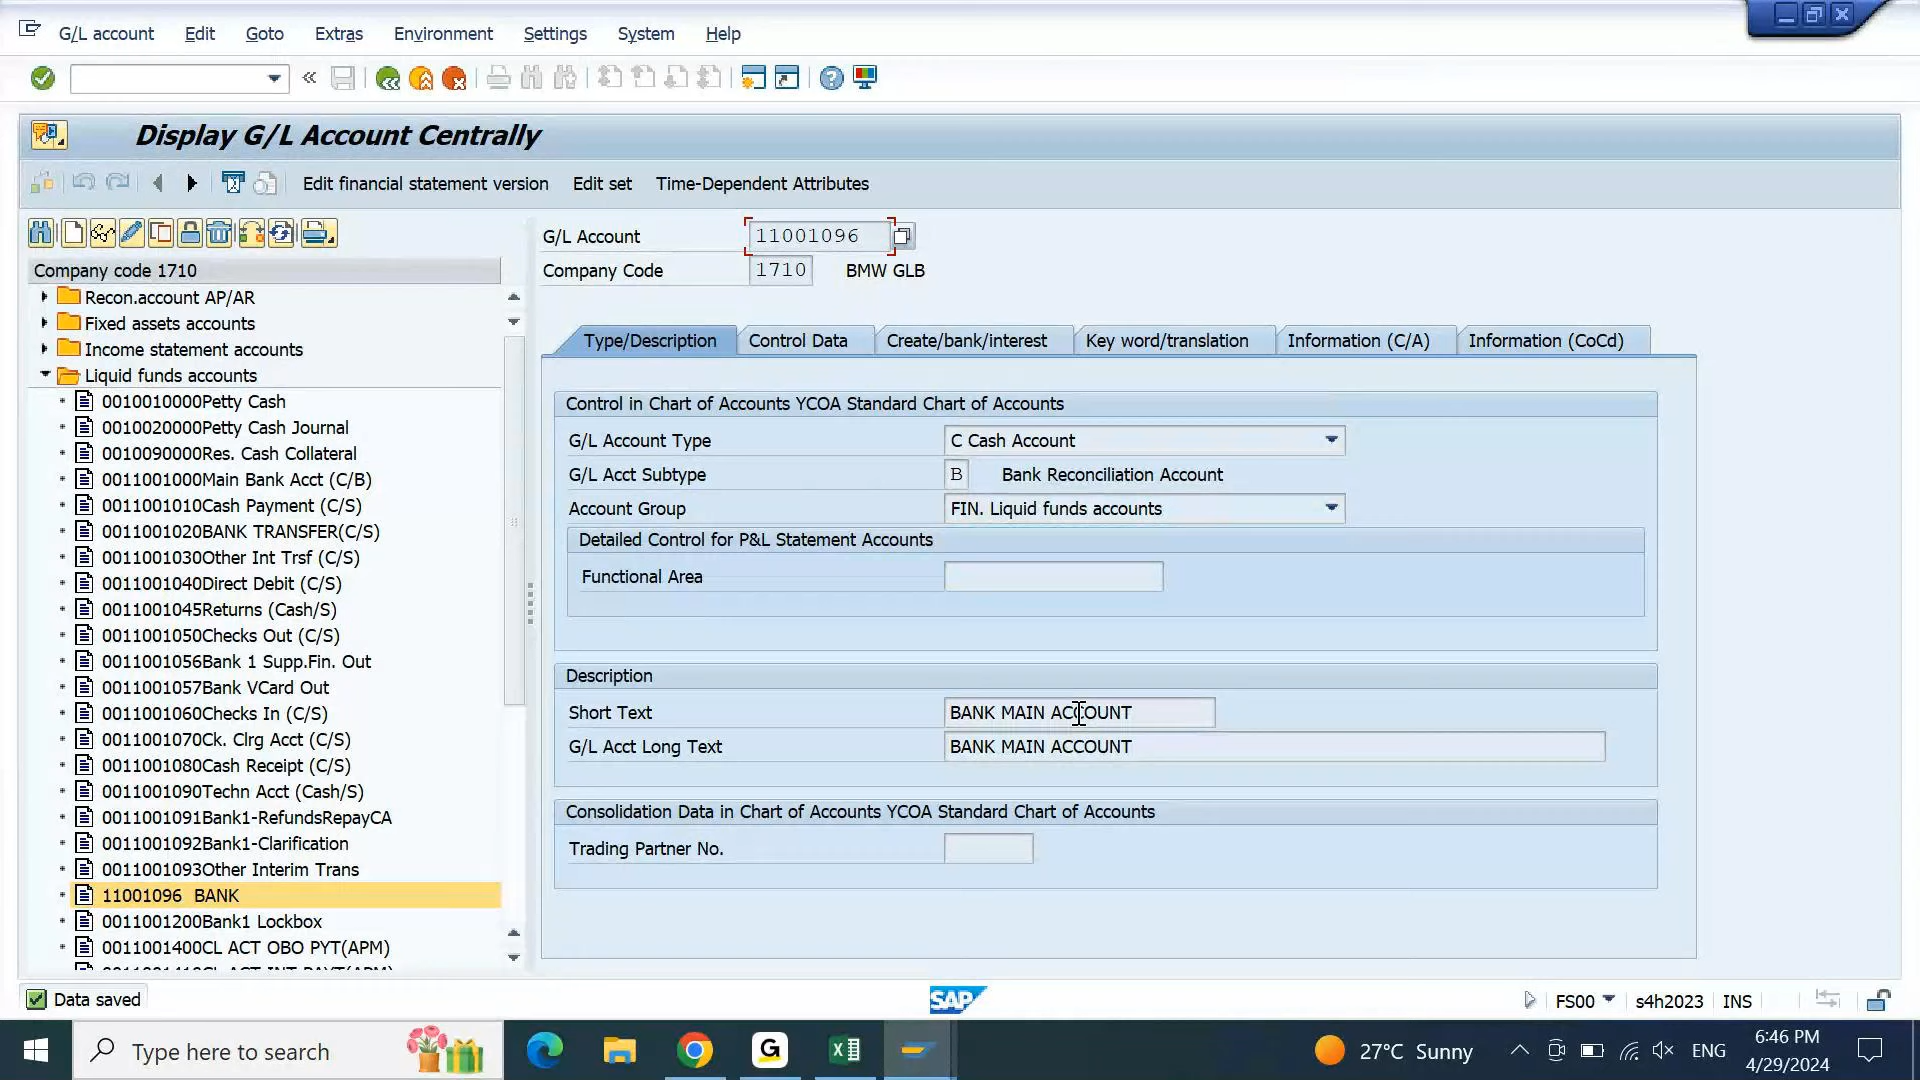 G/L account Edit Goto Extras Environment Settings System Help
«
Display G/L Account Centrally
Edit financial statement version Edit set Time-Dependent Attributes
Company code 1710
Recon.account AP/AR
Fixed assets accounts
Income statement accounts
Liquid funds accounts
0010010000Petty Cash
0010020000Petty Cash Journal
0010090000Res. Cash Collateral
0011001000Main Bank Acct (C/B)
0011001010Cash Payment (C/S)
0011001020BANK TRANSFER(C/S)
0011001030Other Int Trsf (C/S)
0011001040Direct Debit (C/S)
0011001045Returns (Cash/S)
0011001050Checks Out (C/S)
0011001056Bank 1 Supp.Fin. Out
0011001057Bank VCard Out
0011001060Checks In (C/S)
0011001070Ck. Clrg Acct (C/S)
0011001080Cash Receipt (C/S)
0011001090Techn Acct (Cash/S)
0011001091Bank1-RefundsRepayCA
0011001092Bank1-Clarification
0011001093Other Interim Trans
11001096 BANK
0011001200Bank1 Lockbox
0011001400CL ACT OBO PYT(APM)
G/L Account 11001096
Company Code 1710 BMW GLB
Type/Description Control Data Create/bank/interest Key word/translation Information (C/A) Information (CoCd)
Control in Chart of Accounts YCOA Standard Chart of Accounts
G/L Account Type C Cash Account
G/L Acct Subtype B Bank Reconciliation Account
Account Group FIN. Liquid funds accounts
Detailed Control for P&L Statement Accounts
Functional Area
Description
Short Text BANK MAIN ACCOUNT
G/L Acct Long Text BANK MAIN ACCOUNT
Consolidation Data in Chart of Accounts YCOA Standard Chart of Accounts
Trading Partner No.
Data saved SAP FS00 s4h2023 INS
Type here to search 27°C Sunny ENG 6:46 PM
4/29/2024